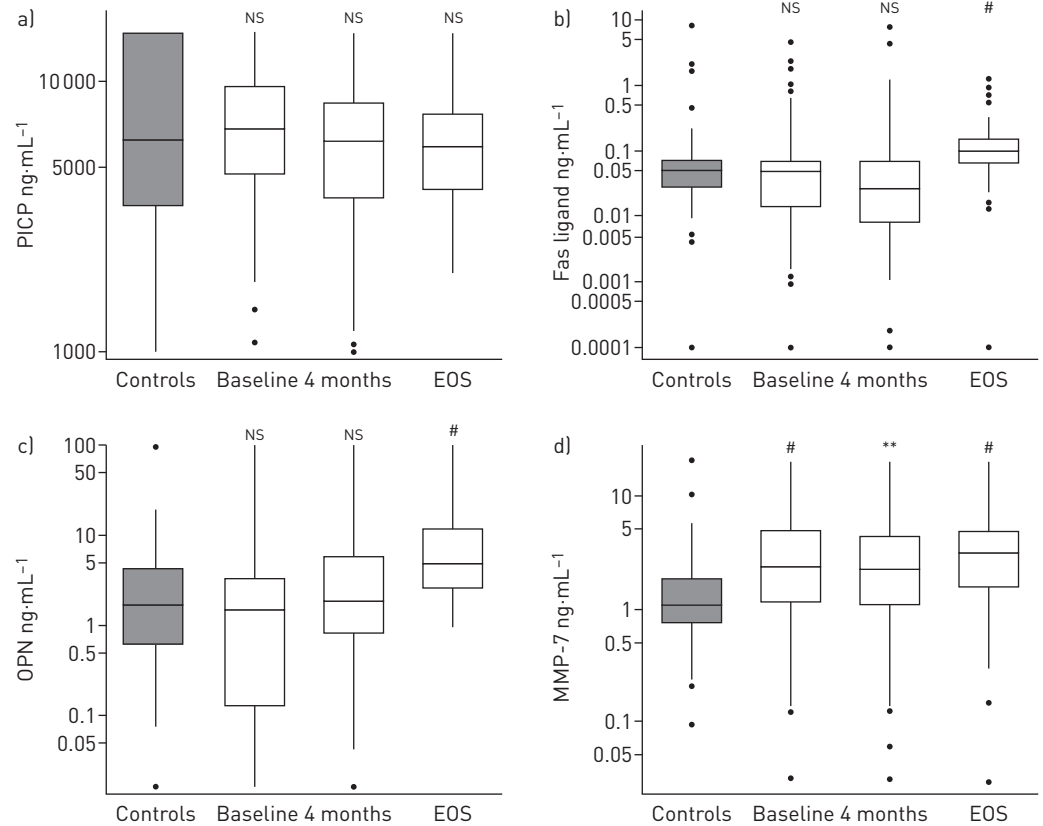 a)
NS NS NS
PICP ng·mL⁻¹
10 000
5000
1000
Controls Baseline 4 months EOS
b)
NS NS #
Fas ligand ng·mL⁻¹
10
5
1
0.5
0.1
0.05
0.01
0.005
0.001
0.0005
0.0001
Controls Baseline 4 months EOS
c)
NS NS #
OPN ng·mL⁻¹
100
50
10
5
1
0.5
0.1
0.05
Controls Baseline 4 months EOS
d)
# ** #
MMP-7 ng·mL⁻¹
10
5
1
0.5
0.1
0.05
Controls Baseline 4 months EOS